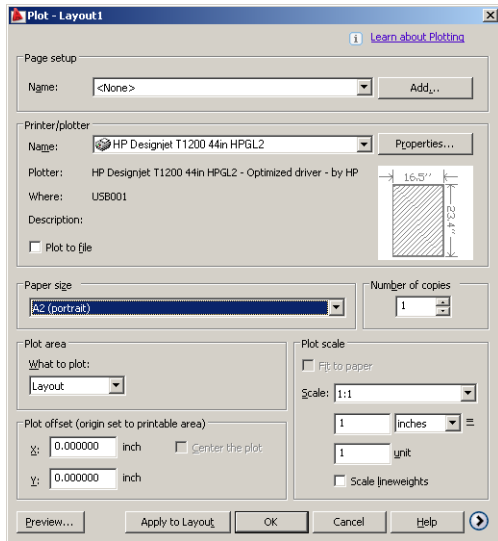 Plot - Layout1
Learn about Plotting
Page setup
Name: <None> Add...
Printer/plotter
Name: HP Designjet T1200 44in HPGL2 Properties...
Plotter: HP Designjet T1200 44in HPGL2 - Optimized driver - by HP
Where: USB001
Description:
Plot to file
16.5''
23.4''
Paper size
A2 (portrait)
Number of copies
1
Plot area
What to plot:
Layout
Plot scale
Fit to paper
Scale: 1:1
1 inches =
1 unit
Scale lineweights
Plot offset (origin set to printable area)
X: 0.000000 inch Center the plot
Y: 0.000000 inch
Preview... Apply to Layout OK Cancel Help